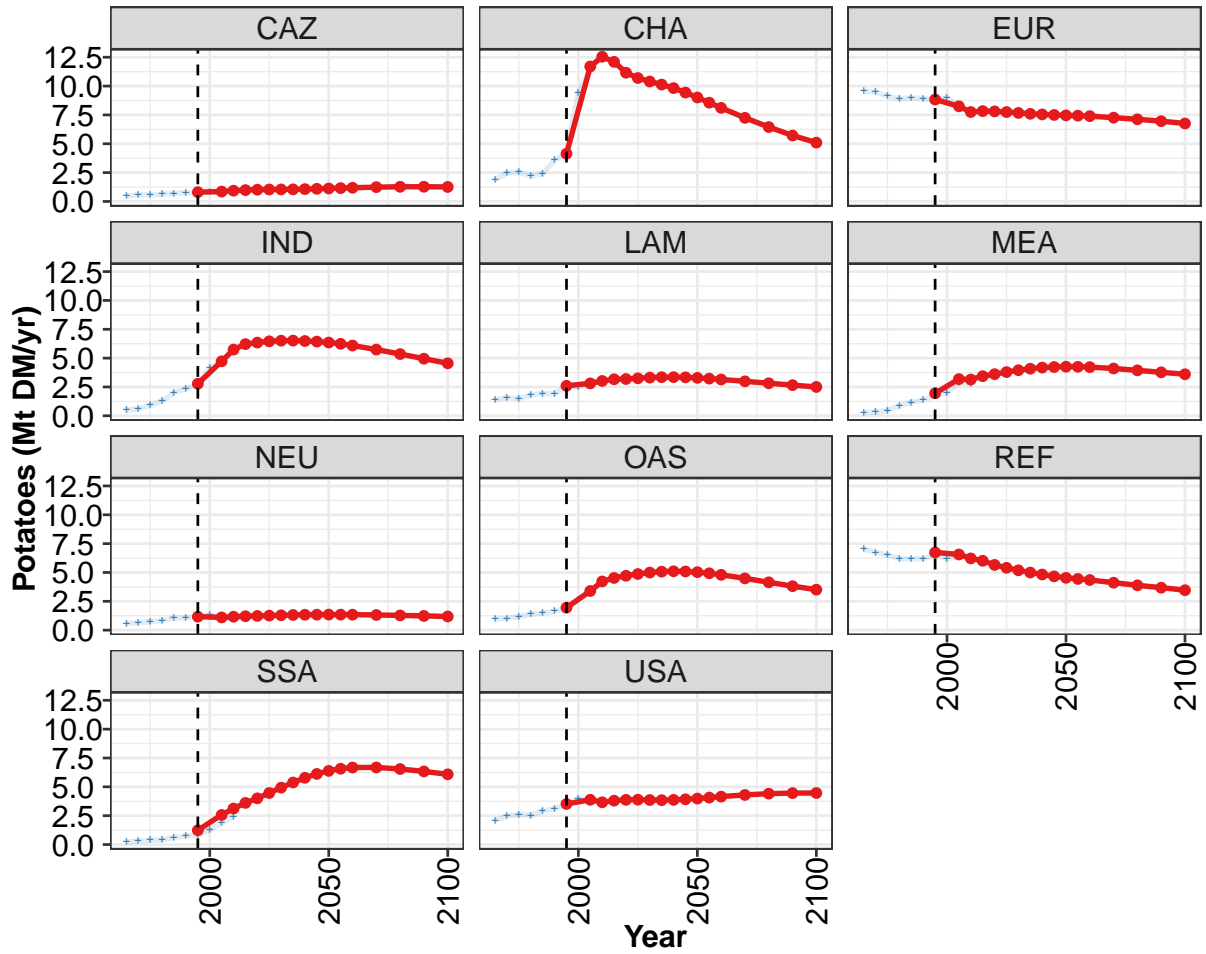 CAZ CHA EUR
12.5
10.0
7.5
5.0
2.5
0.0
IND LAM MEA
12.5
10.0
7.5
5.0
2.5
0.0
NEU OAS REF
12.5
10.0
7.5
5.0
2.5
0.0
SSA USA
12.5
10.0
7.5
5.0
2.5
0.0
2000 2050 2100
2000 2050 2100
2000 2050 2100
Year
Potatoes (Mt DM/yr)